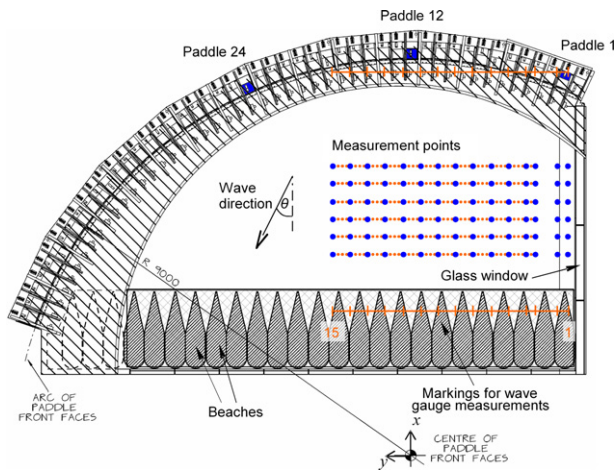 Paddle 12
Paddle 24
Paddle 1
Measurement points
Wave
direction
θ
Glass window
R 9000
15
1
Beaches
Markings for wave
gauge measurements
ARC OF
PADDLE
FRONT FACES
x
y
CENTRE OF
PADDLE
FRONT FACES